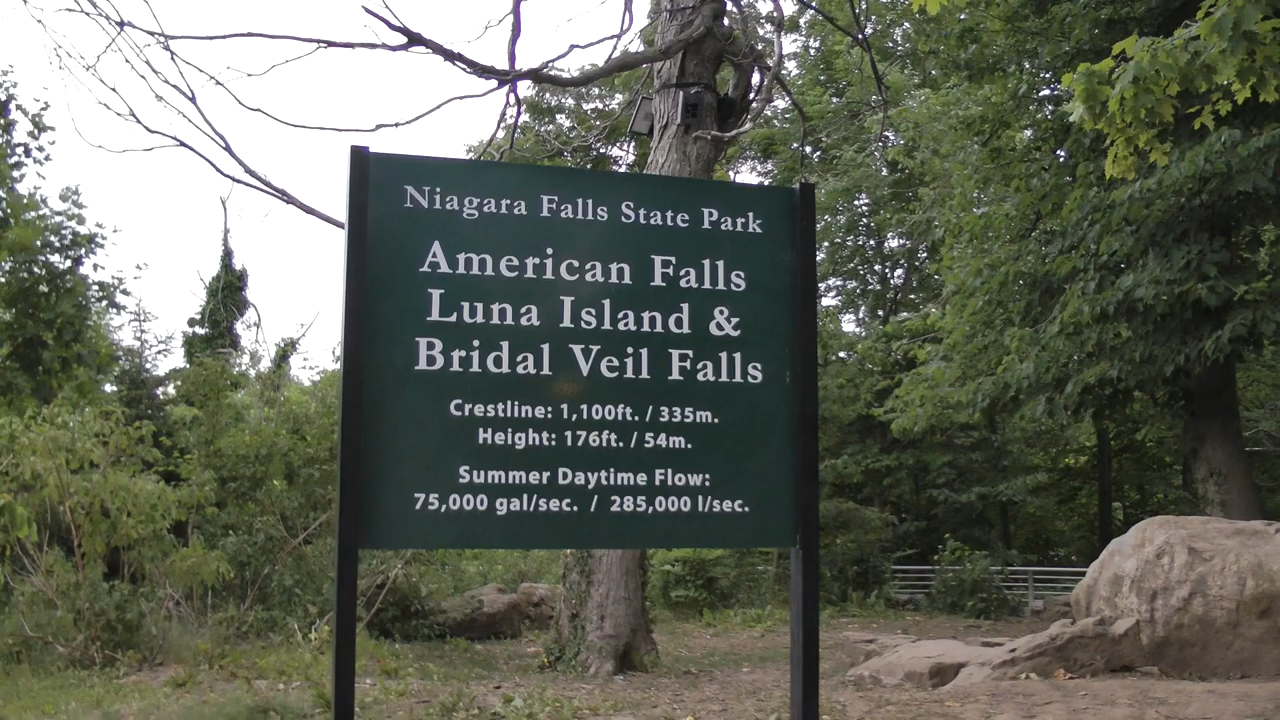 Niagara Falls State Park
American Falls
Luna Island &
Bridal Veil Falls
Crestline: 1,100ft. / 335m.
Height: 176ft. / 54m.
Summer Daytime Flow:
75,000 gal/sec. / 285,000 l/sec.